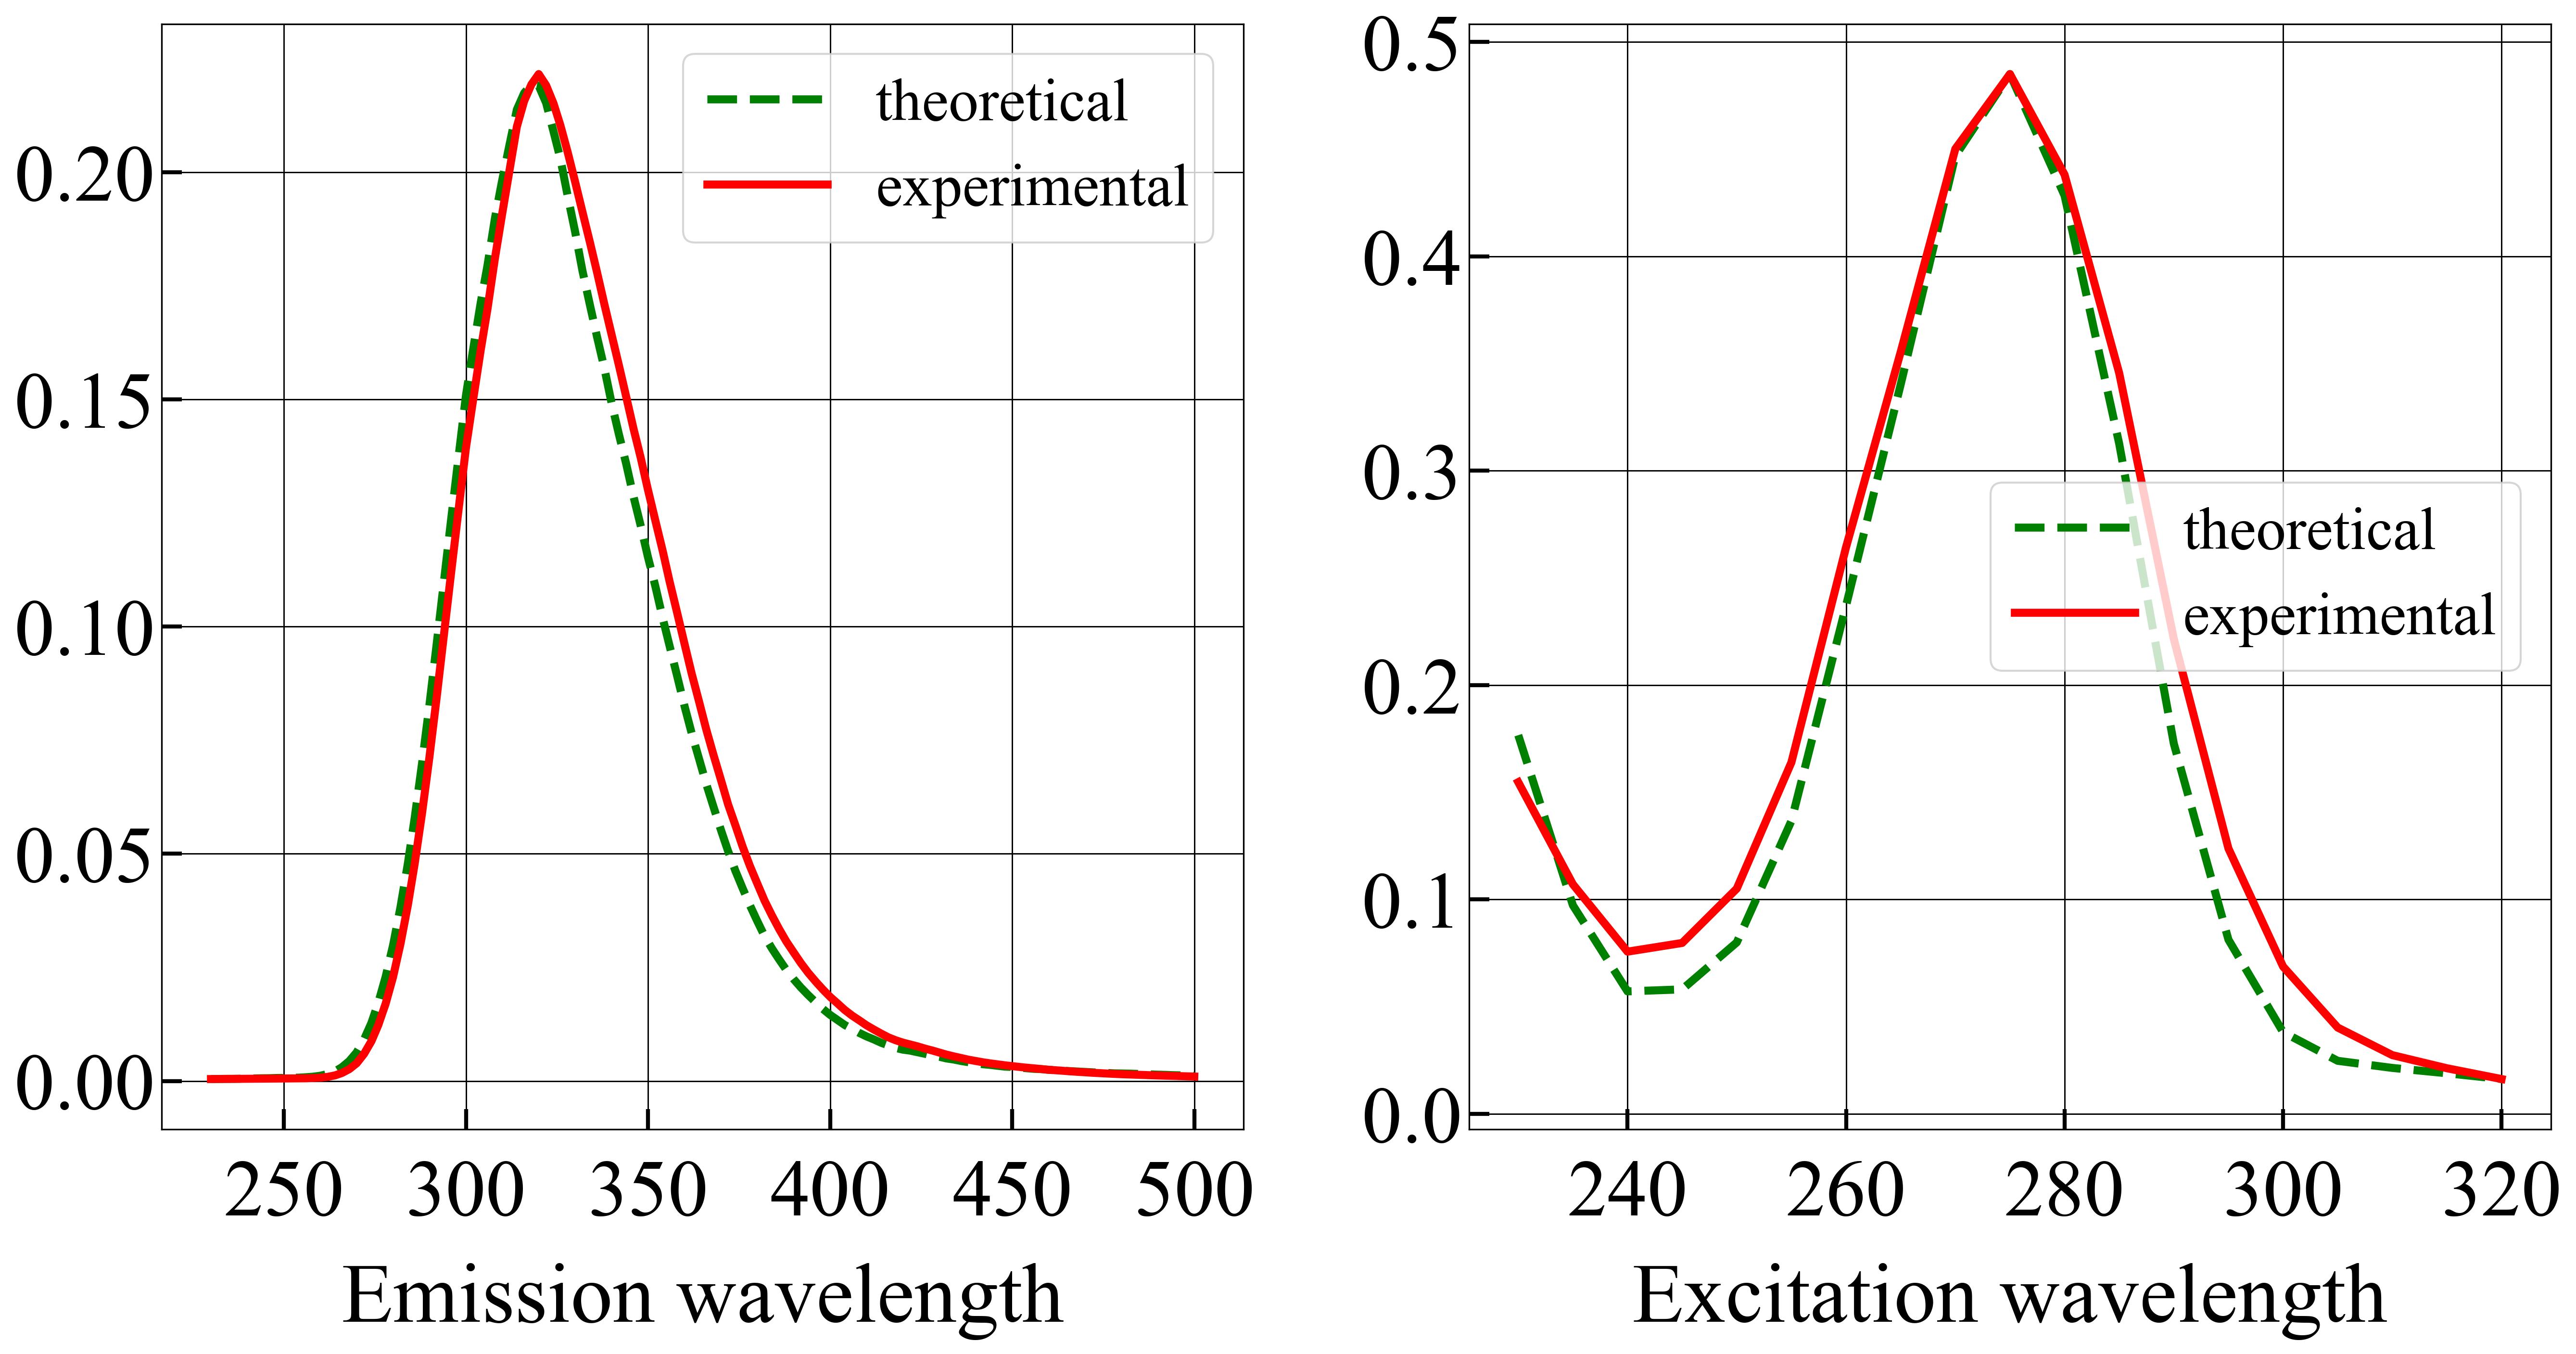 theoretical
experimental
0.20
0.15
0.10
0.05
0.00
250 300 350 400 450 500
Emission wavelength
0.5
0.4
0.3
0.2
0.1
0.0
theoretical
experimental
240 260 280 300 320
Excitation wavelength